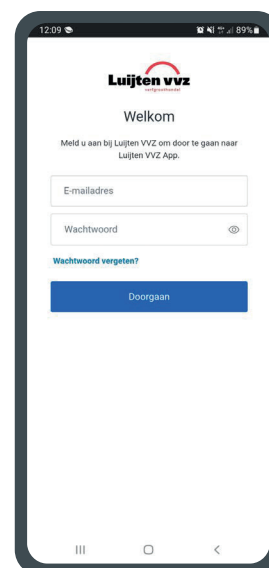 12:09
89%
Luijten vvz
verfgroothandel
Welkom
Meld u aan bij Luijten VVZ om door te gaan naar
Luijten VVZ App.
E-mailadres
Wachtwoord
Wachtwoord vergeten?
Doorgaan